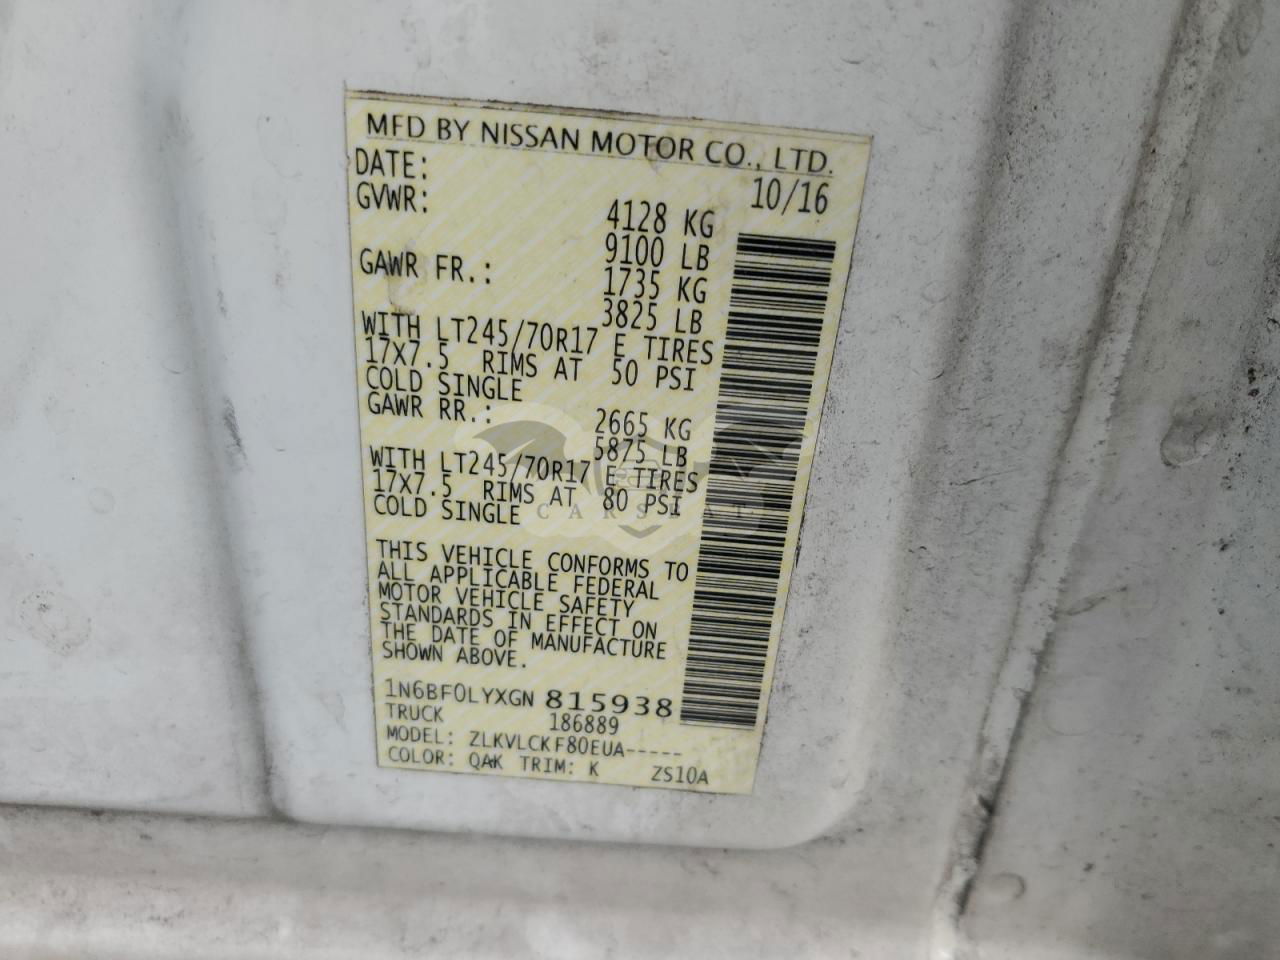 MFD BY NISSAN MOTOR CO., LTD.
DATE: 10/16
GVWR: 4128 KG
9100 LB
GAWR FR.: 1735 KG
3825 LB
WITH LT245/70R17 E TIRES
17X7.5 RIMS AT 50 PSI
COLD SINGLE
GAWR RR.: 2665 KG
5875 LB
WITH LT245/70R17 E TIRES
17X7.5 RIMS AT 80 PSI
COLD SINGLE
CARSFAT
THIS VEHICLE CONFORMS TO
ALL APPLICABLE FEDERAL
MOTOR VEHICLE SAFETY
STANDARDS IN EFFECT ON
THE DATE OF MANUFACTURE
SHOWN ABOVE.
1N6BF0LYXGN 815938
TRUCK 186889
MODEL: ZLKVLCKF80EUA-----
COLOR: QAK TRIM: K ZS10A